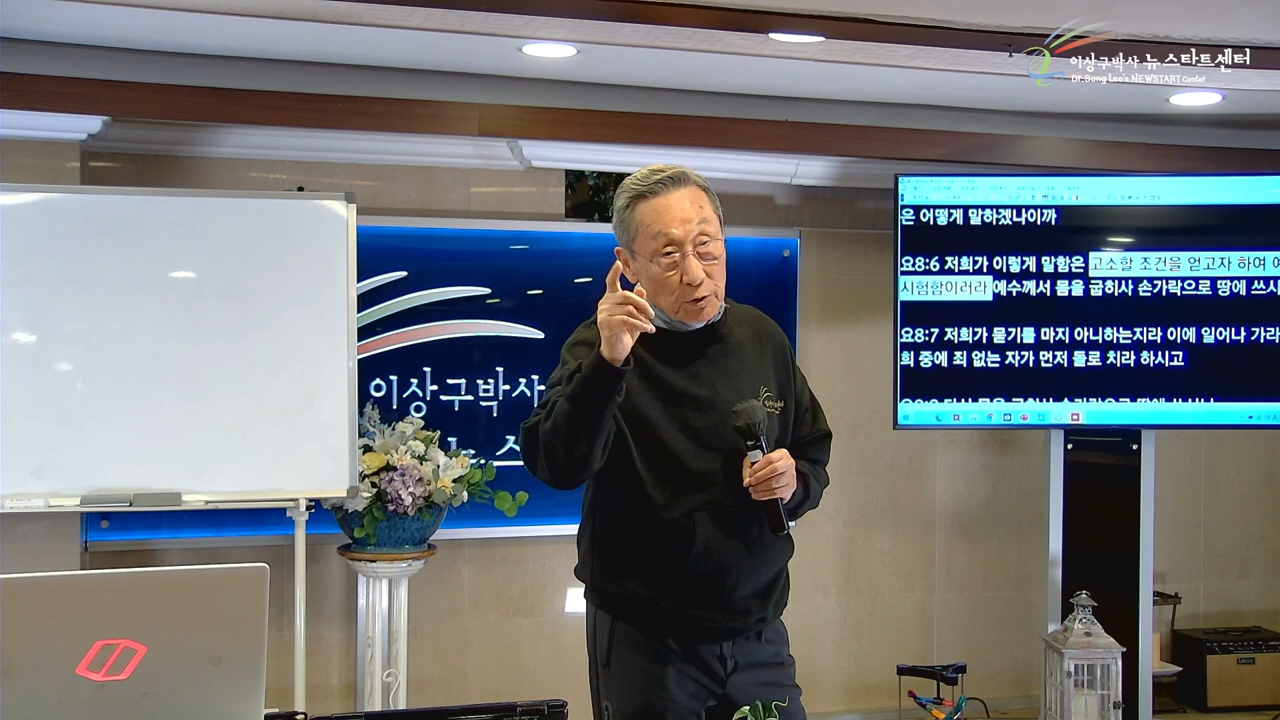 이상구박사 뉴스타트센터
Dr. Sang Lee's NEWSTART Center
은 어떻게 말하겠나이까
요8:6 저희가 이렇게 말함은 고소할 조건을 얻고자 하여 예
시험함이러라 예수께서 몸을 굽히사 손가락으로 땅에 쓰시
요8:7 저희가 묻기를 마지 아니하는지라 이에 일어나 가라
희 중에 죄 없는 자가 먼저 돌로 치라 하시고
이상구박사